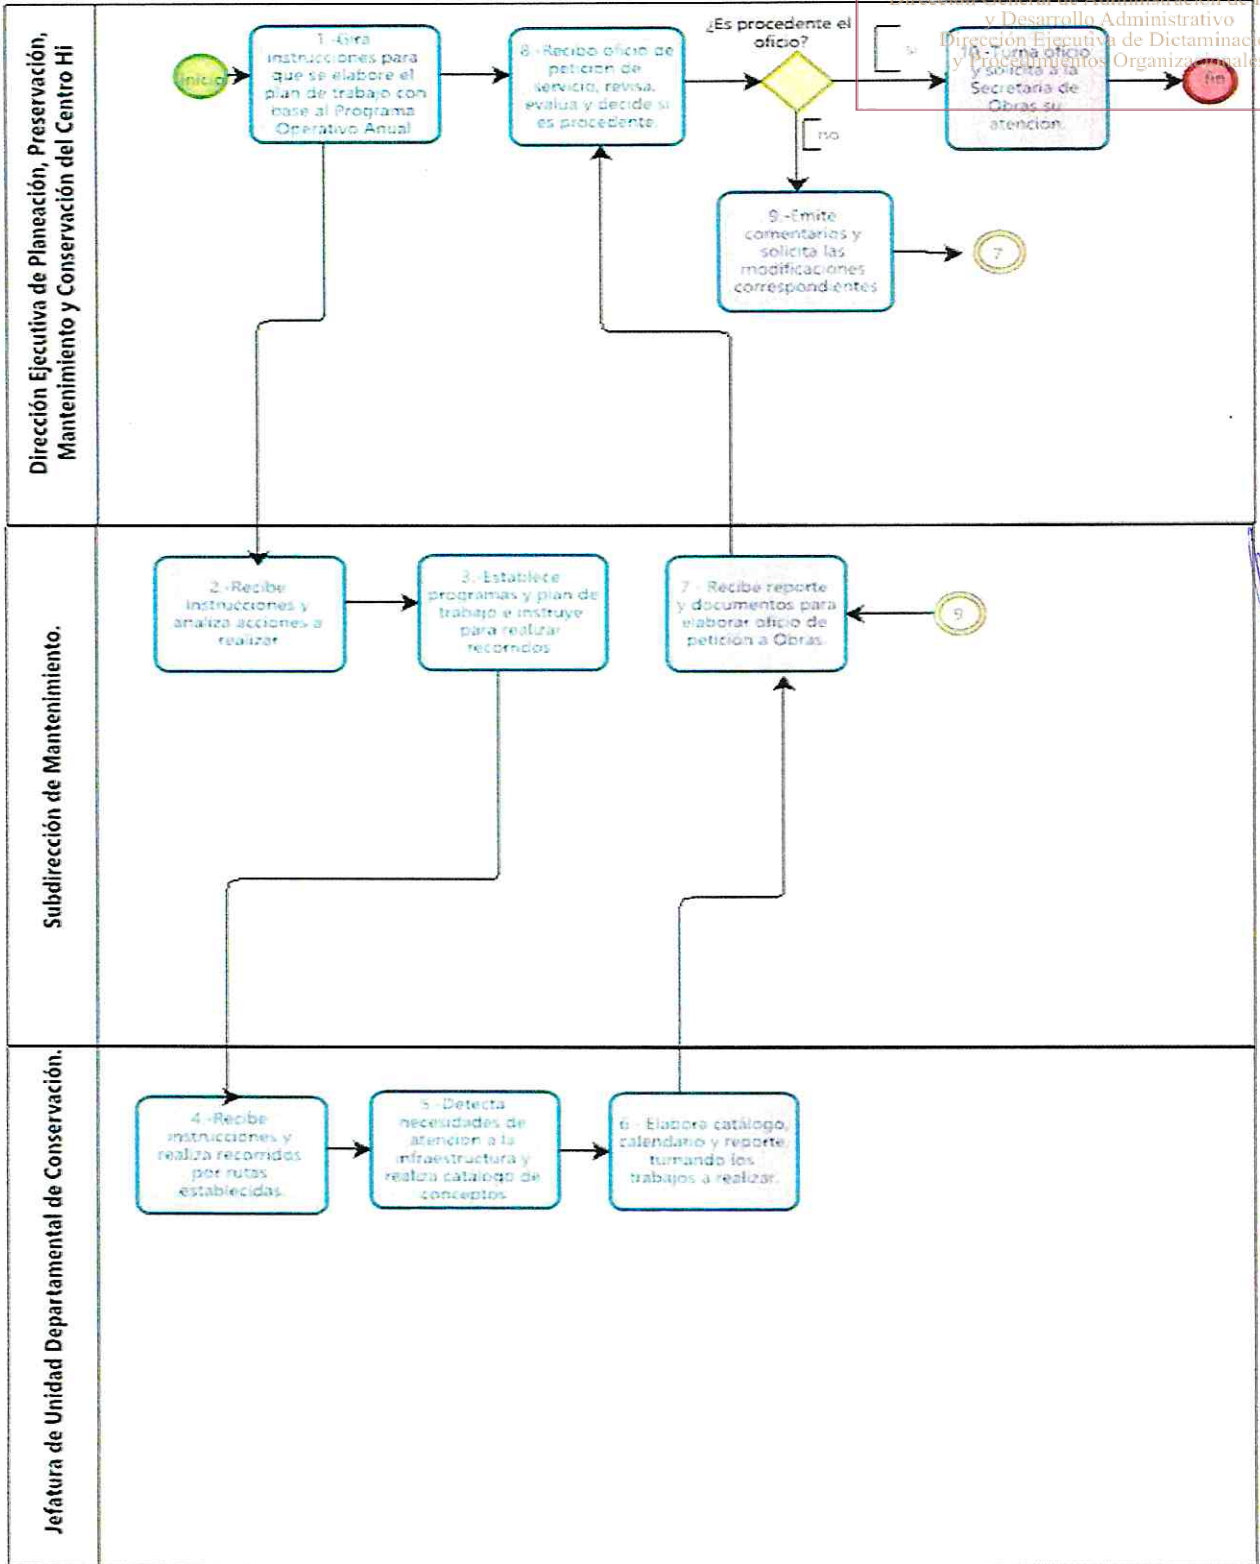 Dirección Ejecutiva de Planeación, Preservación,
Mantenimiento y Conservación del Centro Hi
Inicio
1.-Gira
instrucciones para
que se elabore el
plan de trabajo con
base al Programa
Operativo Anual
8.-Recibo oficio de
petición de
servicio, revisa,
evalua y decide si
es procedente.
¿Es procedente el
oficio?
si
no
y Desarrollo Administrativo
Dirección Ejecutiva de
y Procedimientos
10.-Turna oficio
y solicita a la
Secretaria de
Obras su
atención.
fin
9.-Emite
comentarios y
solicita las
modificaciones
correspondientes
7
Subdirección de Mantenimiento.
2.-Recibe
instrucciones y
analiza acciones a
realizar
3.-Establece
programas y plan de
trabajo e instruye
para realizar
recorridos
7.- Recibe reporte
y documentos para
elaborar oficio de
petición a Obras.
9
Jefatura de Unidad Departamental de Conservación.
4.-Recibe
instrucciones y
realiza recorridos
por rutas
establecidas.
5.-Detecta
necesidades de
atención a la
infraestructura y
realiza catalogo de
conceptos
6.- Elabora catálogo,
calendario y reporte,
turnando los
trabajos a realizar.